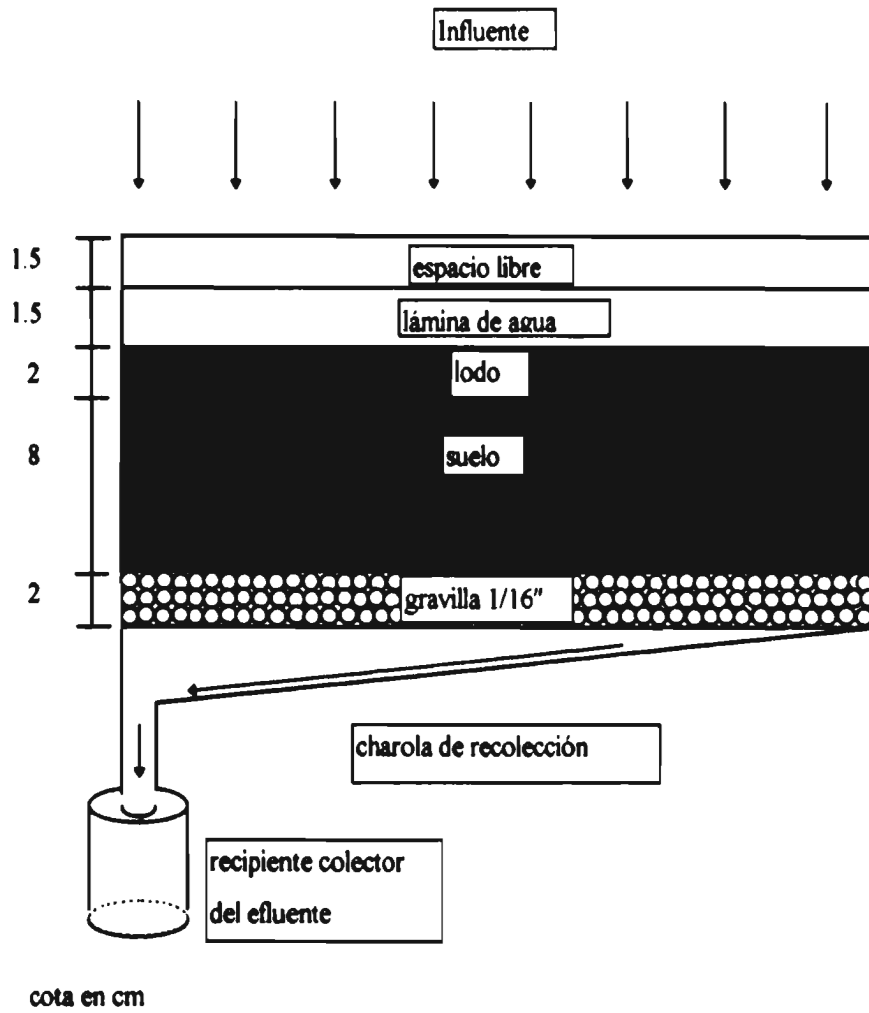 Influente
1.5
espacio libre
1.5
lámina de agua
2
lodo
8
suelo
2
gravilla 1/16"
charola de recolección
recipiente colector
del efluente
cota en cm